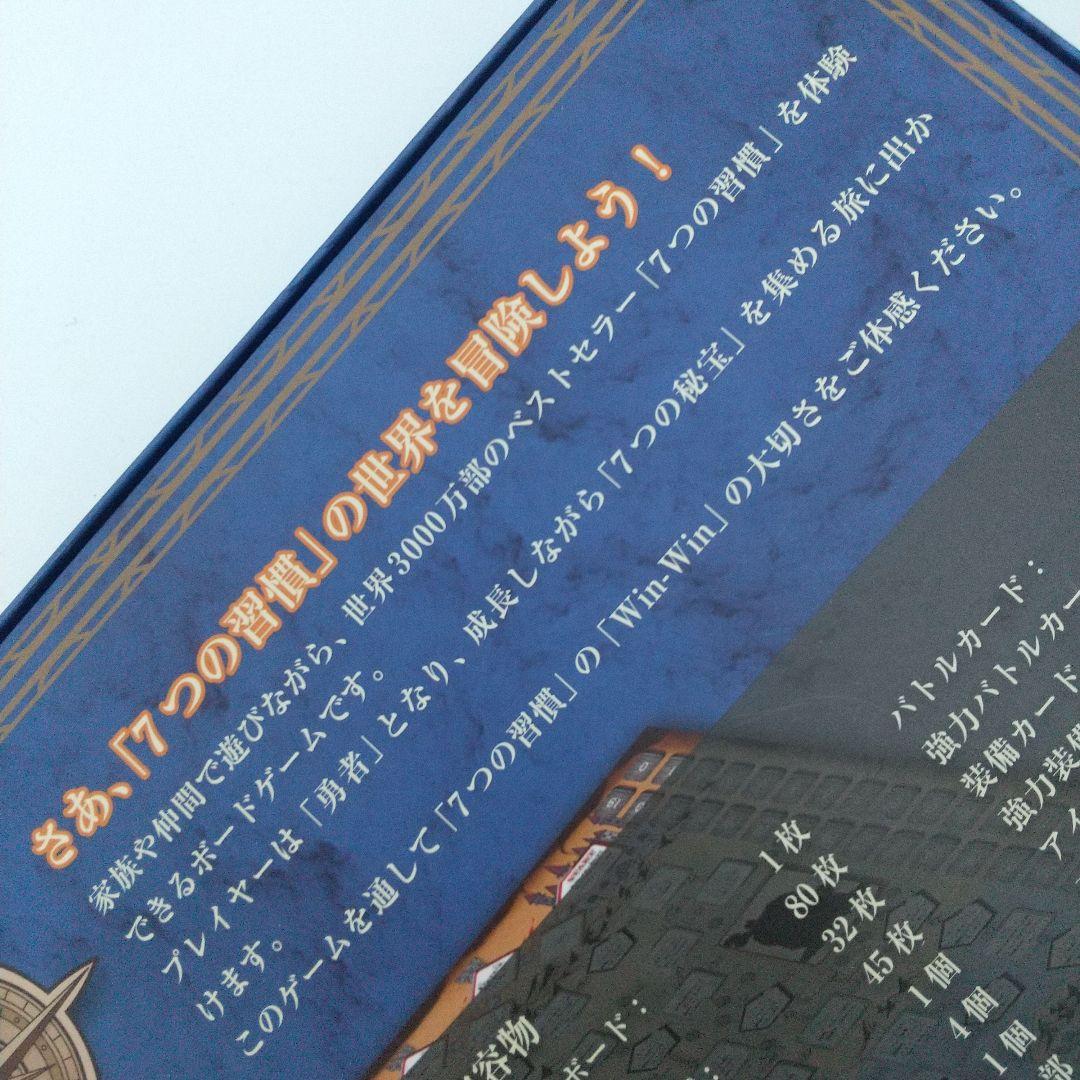 さあ、「7つの習慣」の世界を冒険しよう！
家族や仲間で遊びながら、世界3000万部のベストセラー「7つの習慣」を体験
できるボードゲームです。
プレイヤーは「勇者」となり、成長しながら「7つの秘宝」を集める旅に出か
けます。
このゲームを通して「7つの習慣」の「Win-Win」の大切さをご体感ください。
容物
ボード：
1枚
80枚
32枚
45枚
1個
4個
1個
部
バトルカード：
強力バトルカー
装備カード
強力装備
アイ